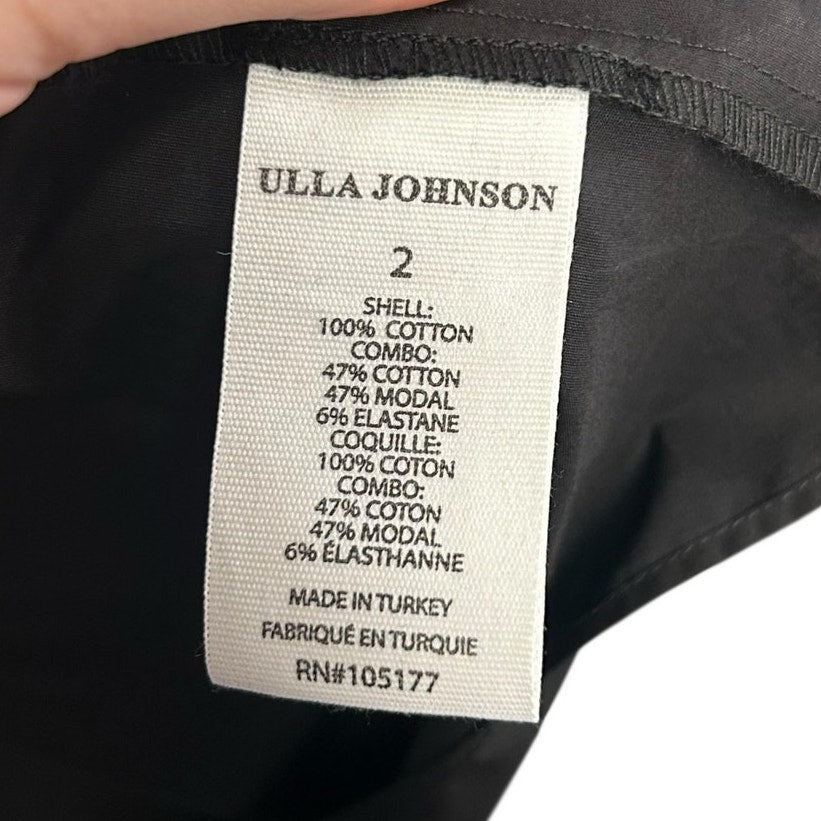 ULLA JOHNSON
2
SHELL:
100% COTTON
COMBO:
47% COTTON
47% MODAL
6% ELASTANE
COQUILLE:
100% COTON
COMBO:
47% COTON
47% MODAL
6% ÉLASTHANNE
MADE IN TURKEY
FABRIQUÉ EN TURQUIE
RN#105177